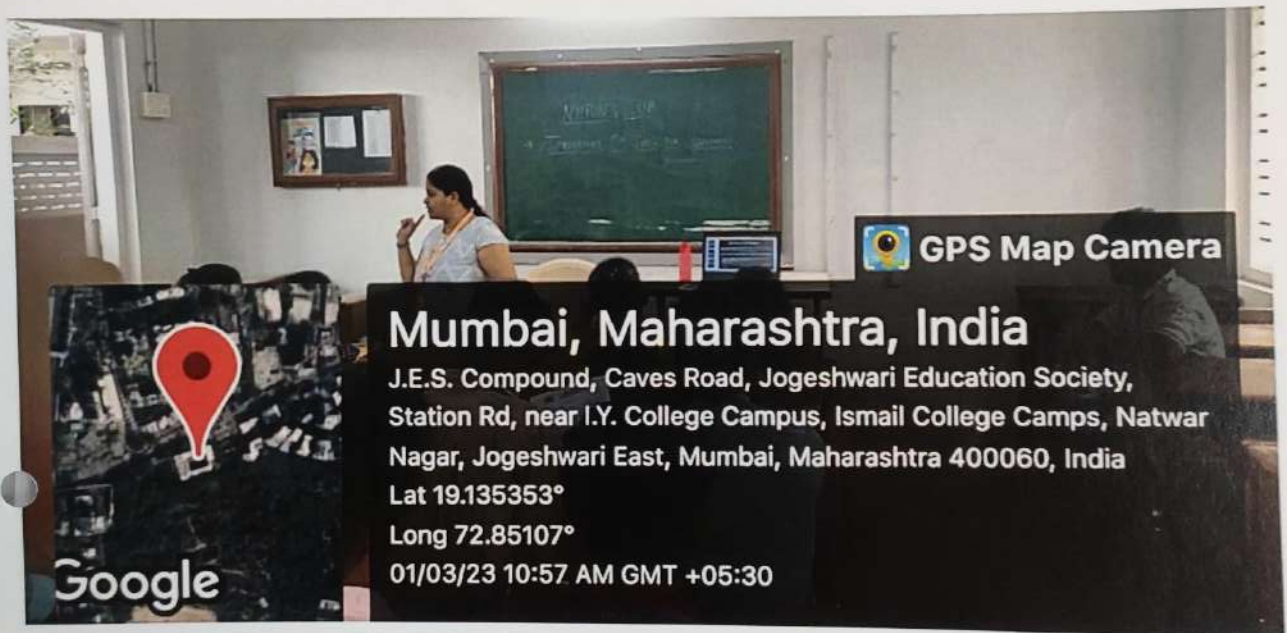 GPS Map Camera
Mumbai, Maharashtra, India
J.E.S. Compound, Caves Road, Jogeshwari Education Society,
Station Rd, near I.Y. College Campus, Ismail College Camps, Natwar
Nagar, Jogeshwari East, Mumbai, Maharashtra 400060, India
Lat 19.135353°
Long 72.85107°
01/03/23 10:57 AM GMT +05:30
Google